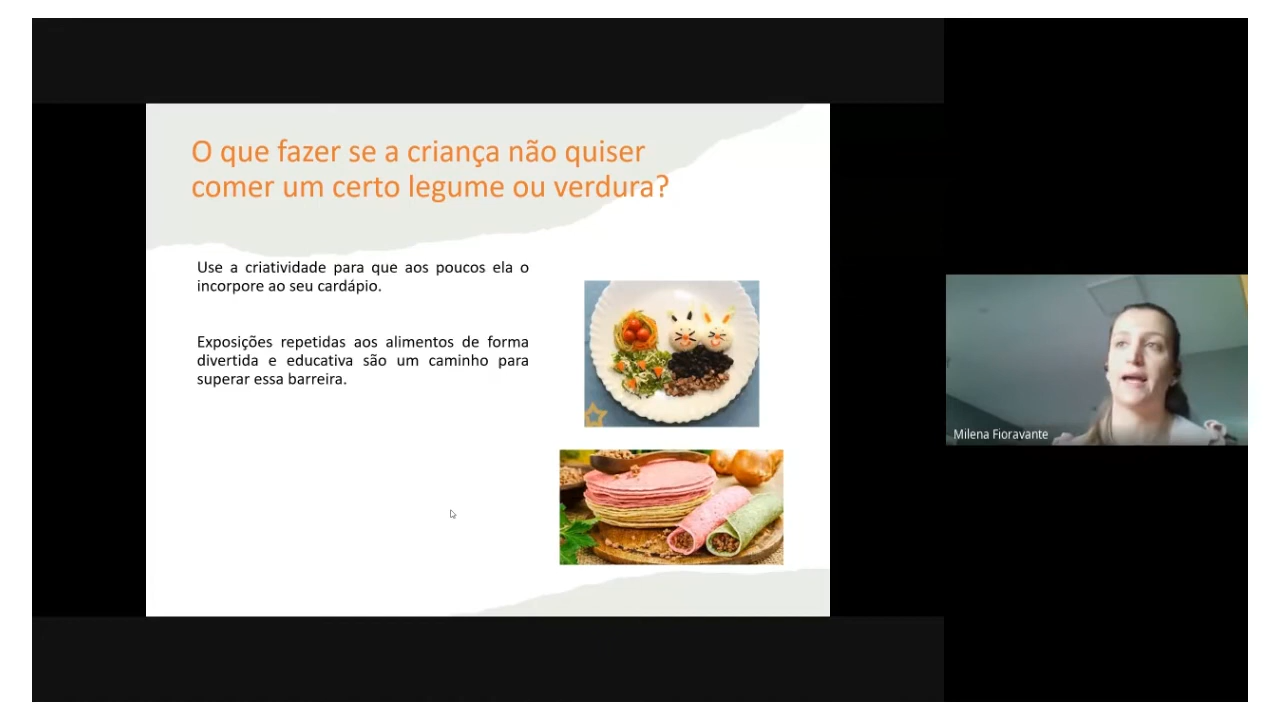 O que fazer se a criança não quiser
comer um certo legume ou verdura?
Use a criatividade para que aos poucos ela o
incorpore ao seu cardápio.
Exposições repetidas aos alimentos de forma
divertida e educativa são um caminho para
superar essa barreira.
Milena Fioravante